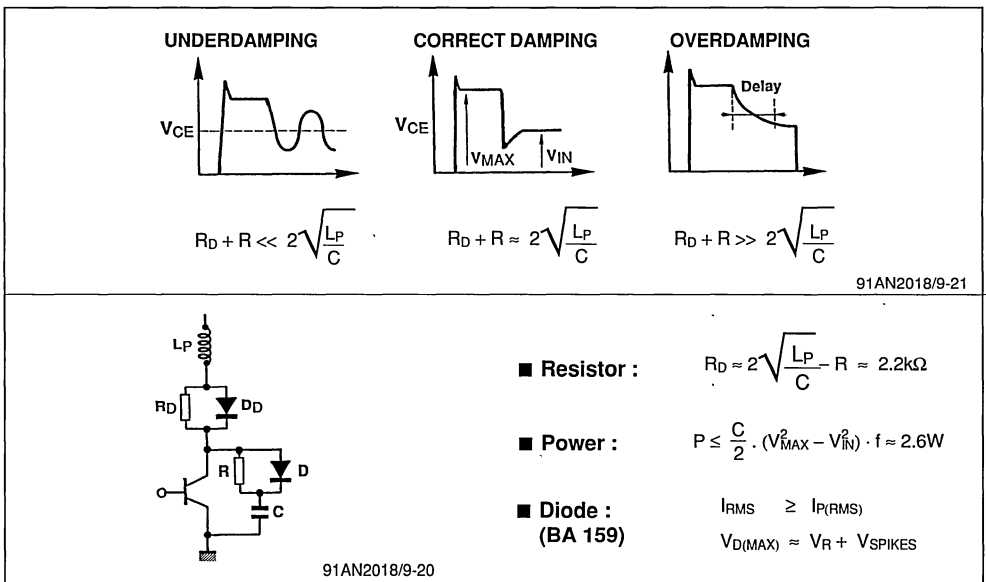 UNDERDAMPING
CORRECT DAMPING
OVERDAMPING
VCE
VCE
VMAX
VIN
Delay
RD + R << 2√(LP/C)
RD + R ≈ 2√(LP/C)
RD + R >> 2√(LP/C)
91AN2018/9-21
LP
RD
DD
R
D
C
91AN2018/9-20
■ Resistor : RD ≈ 2√(LP/C) – R ≈ 2.2kΩ
■ Power : P ≤ C/2 . (V²MAX – V²IN) · f ≈ 2.6W
■ Diode : IRMS ≥ IP(RMS)
(BA 159) VD(MAX) ≈ VR + VSPIKES